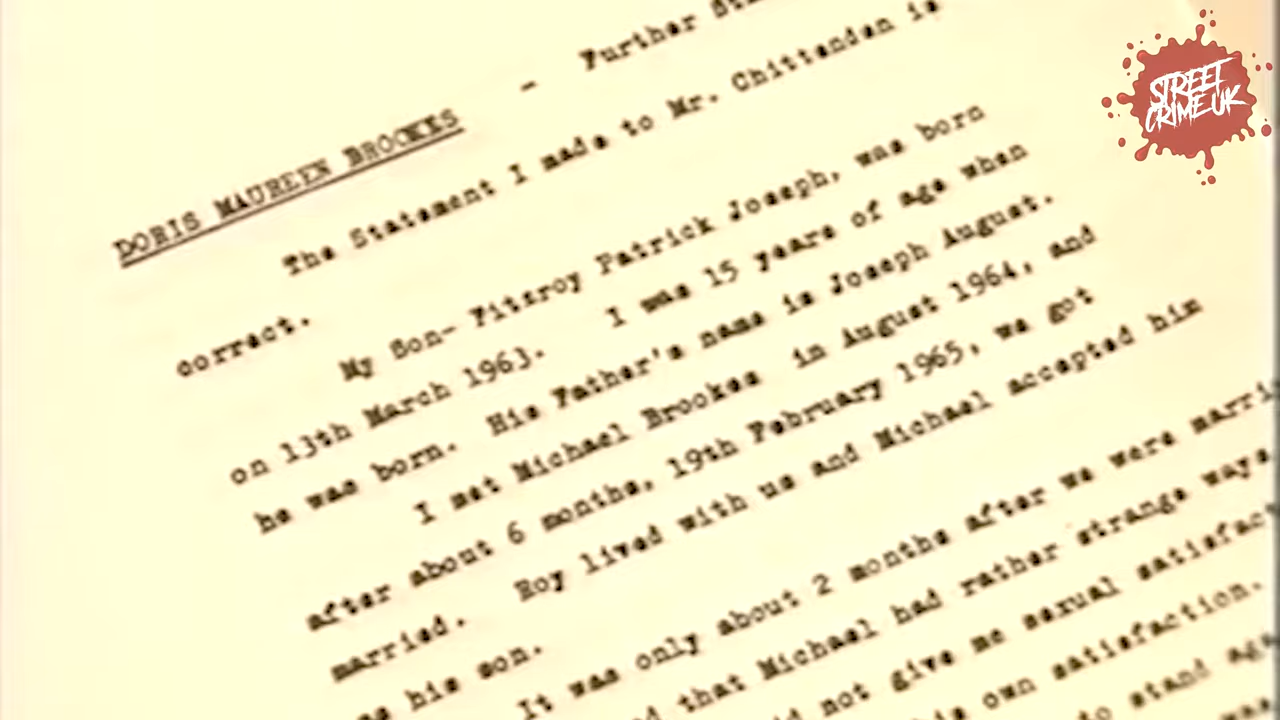 STREET
CRIME UK
DORIS MAUREEN BROOKES - Further
The Statement I made to Mr. Chittenden is
correct.
My Son- Fitzroy Patrick Joseph, was born
on 13th March 1963. I was 15 years of age when
he was born. His Father's name is Joseph August.
I met Michael Brookes in August 1964, and
after about 6 months, 19th February 1965, we got
married. Roy lived with us and Michael accepted him
his son.
It was only about 2 months after we were
that Michael had rather strange ways
not give me sexual
own satisfaction.
to stand